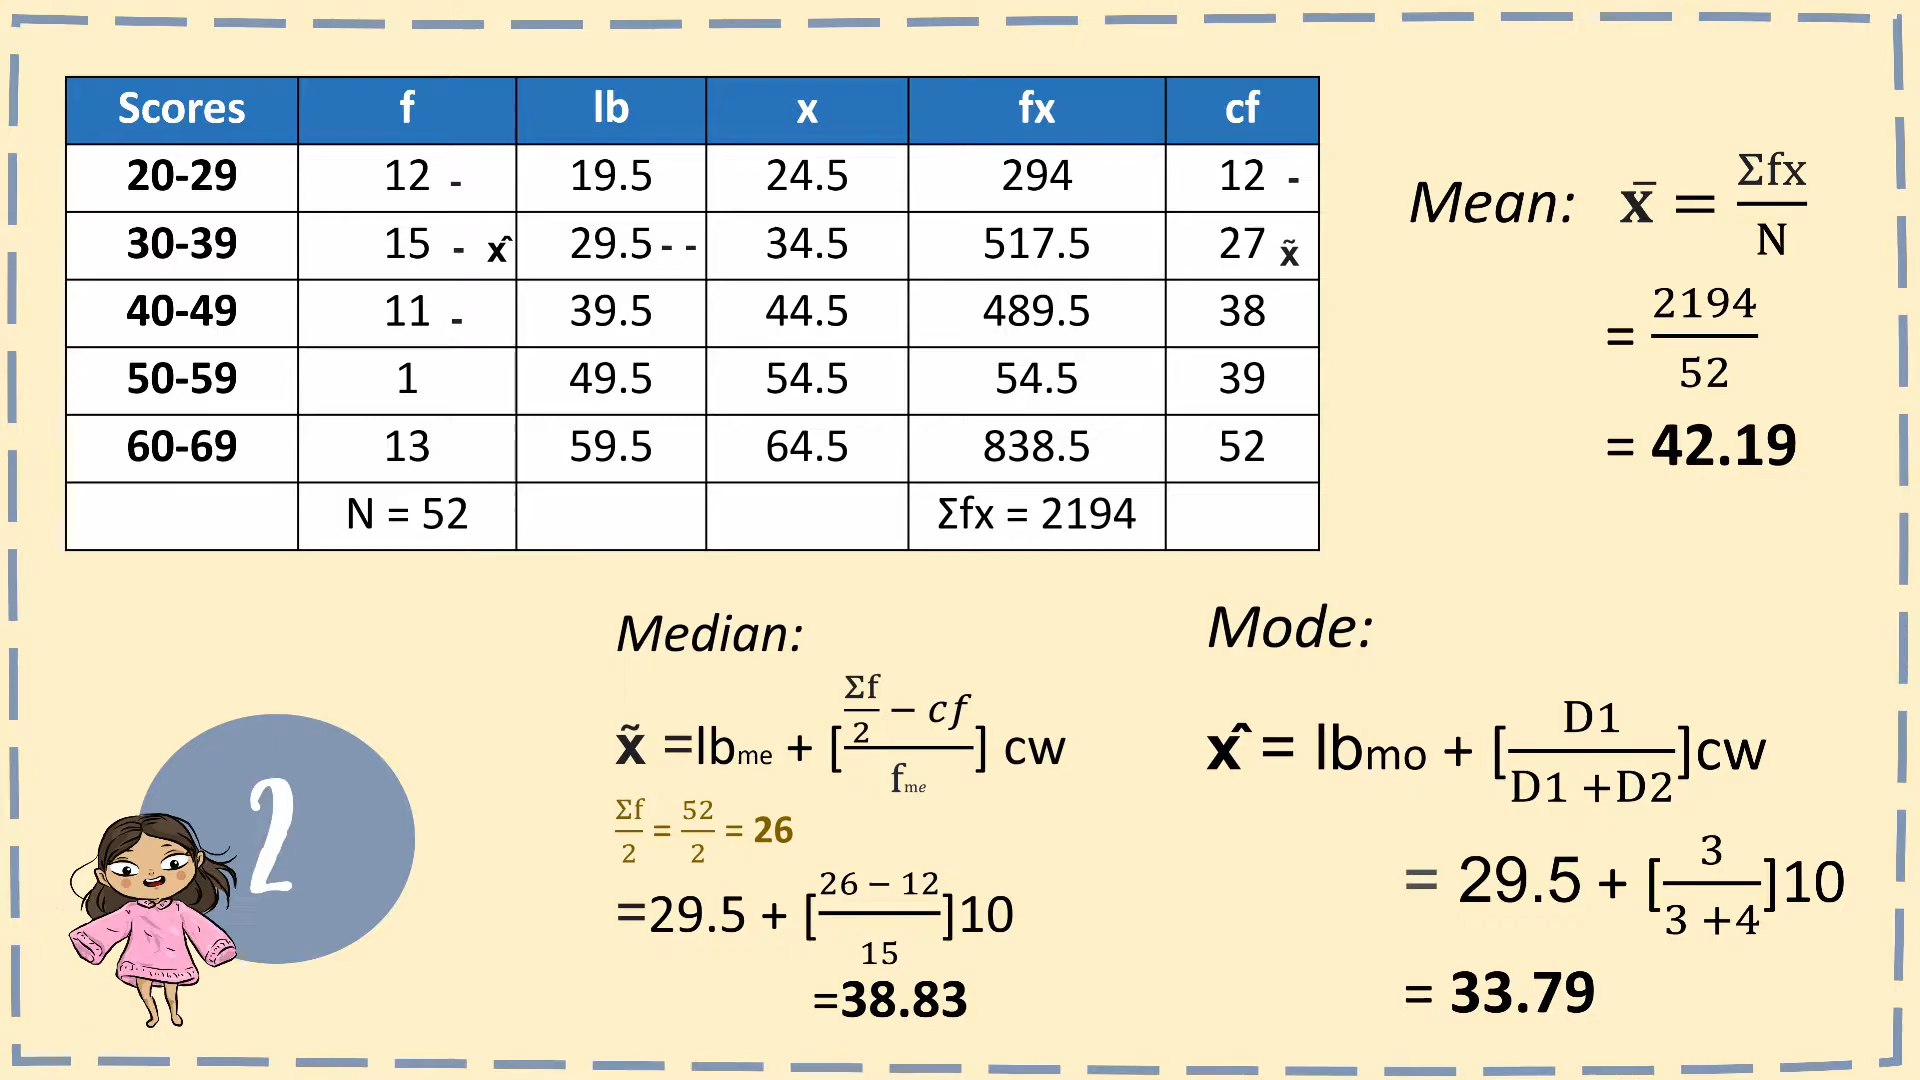 Scores f lb x fx cf
20-29 12 - 19.5 24.5 294 12 -
30-39 15 - x̂ 29.5 - - 34.5 517.5 27 x̃
40-49 11 - 39.5 44.5 489.5 38
50-59 1 49.5 54.5 54.5 39
60-69 13 59.5 64.5 838.5 52
N = 52 Σfx = 2194
Mean: x̄ = Σfx/N
= 2194/52
= 42.19
Median:
x̃ =lbme + [(Σf/2 − cf)/fme] cw
Σf/2 = 52/2 = 26
=29.5 + [(26 − 12)/15]10
=38.83
Mode:
x̂ = lbmo + [D1/(D1 +D2)]cw
= 29.5 + [3/(3 +4)]10
= 33.79
2